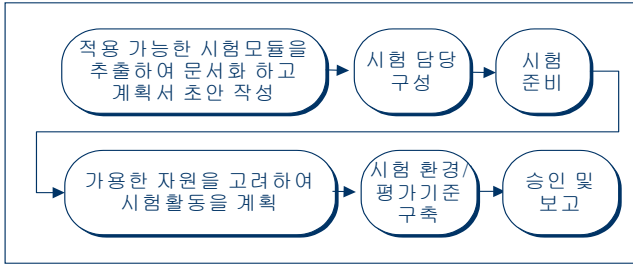 적용 가능한 시험모듈을
추출하여 문서화 하고
계획서 초안 작성
시험 담당
구성
시험
준비
가용한 자원을 고려하여
시험활동을 계획
시험 환경/
평가기준
구축
승인 및
보고